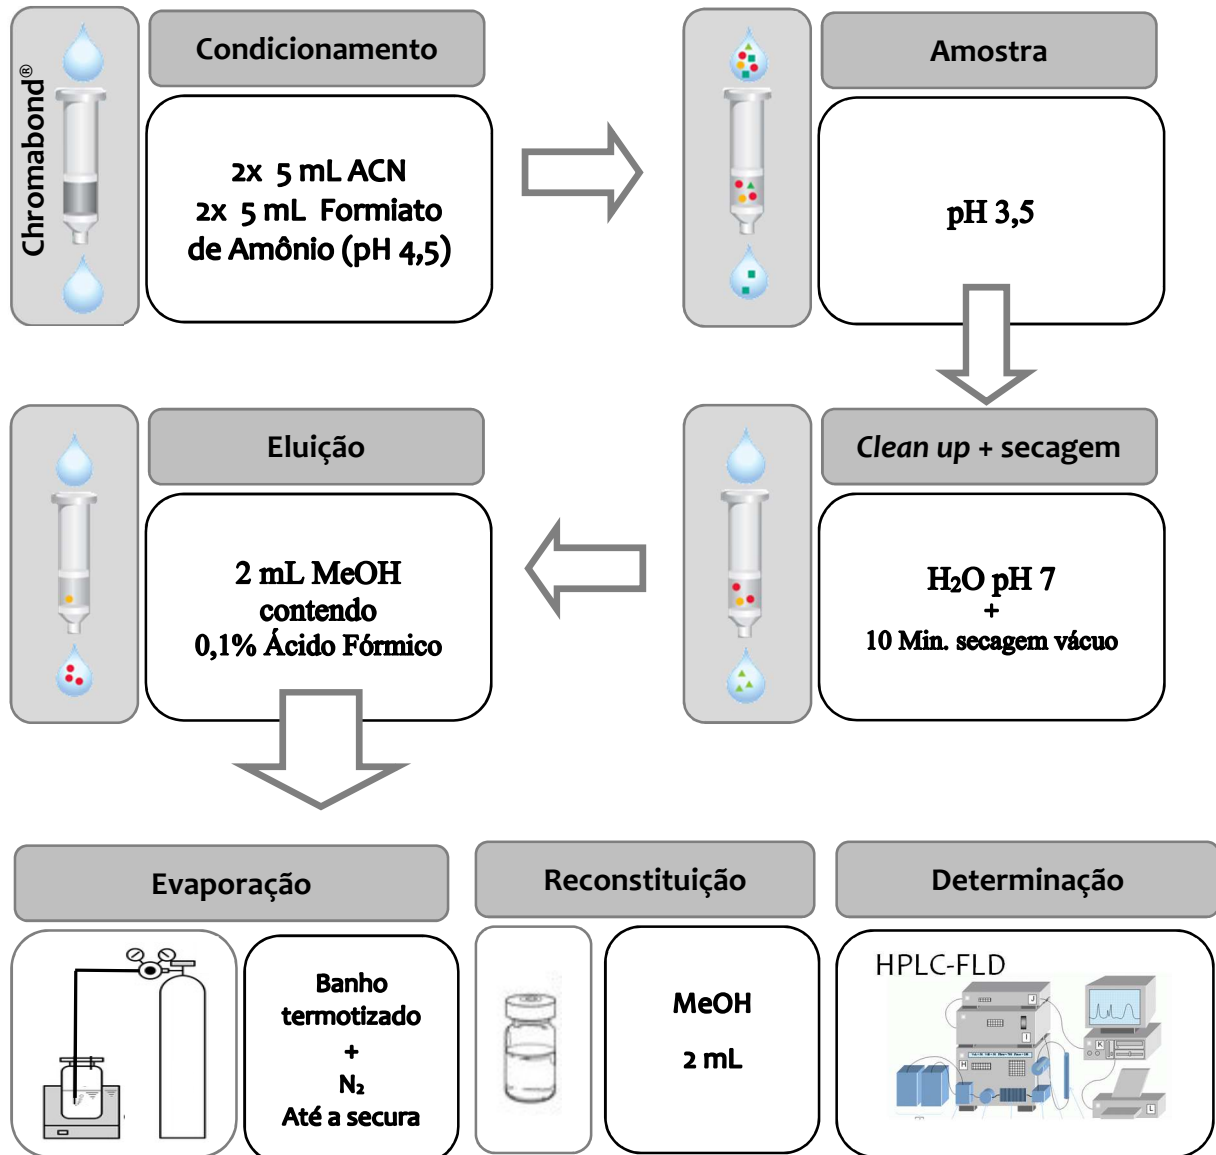 Chromabond®
Condicionamento
2x 5 mL ACN
2x 5 mL Formiato
de Amônio (pH 4,5)
Amostra
pH 3,5
Clean up + secagem
H₂O pH 7
+
10 Min. secagem vácuo
Eluição
2 mL MeOH
contendo
0,1% Ácido Fórmico
Evaporação
Banho
termotizado
+
N₂
Até a secura
Reconstituição
MeOH
2 mL
Determinação
HPLC-FLD
J
I
H
K
L